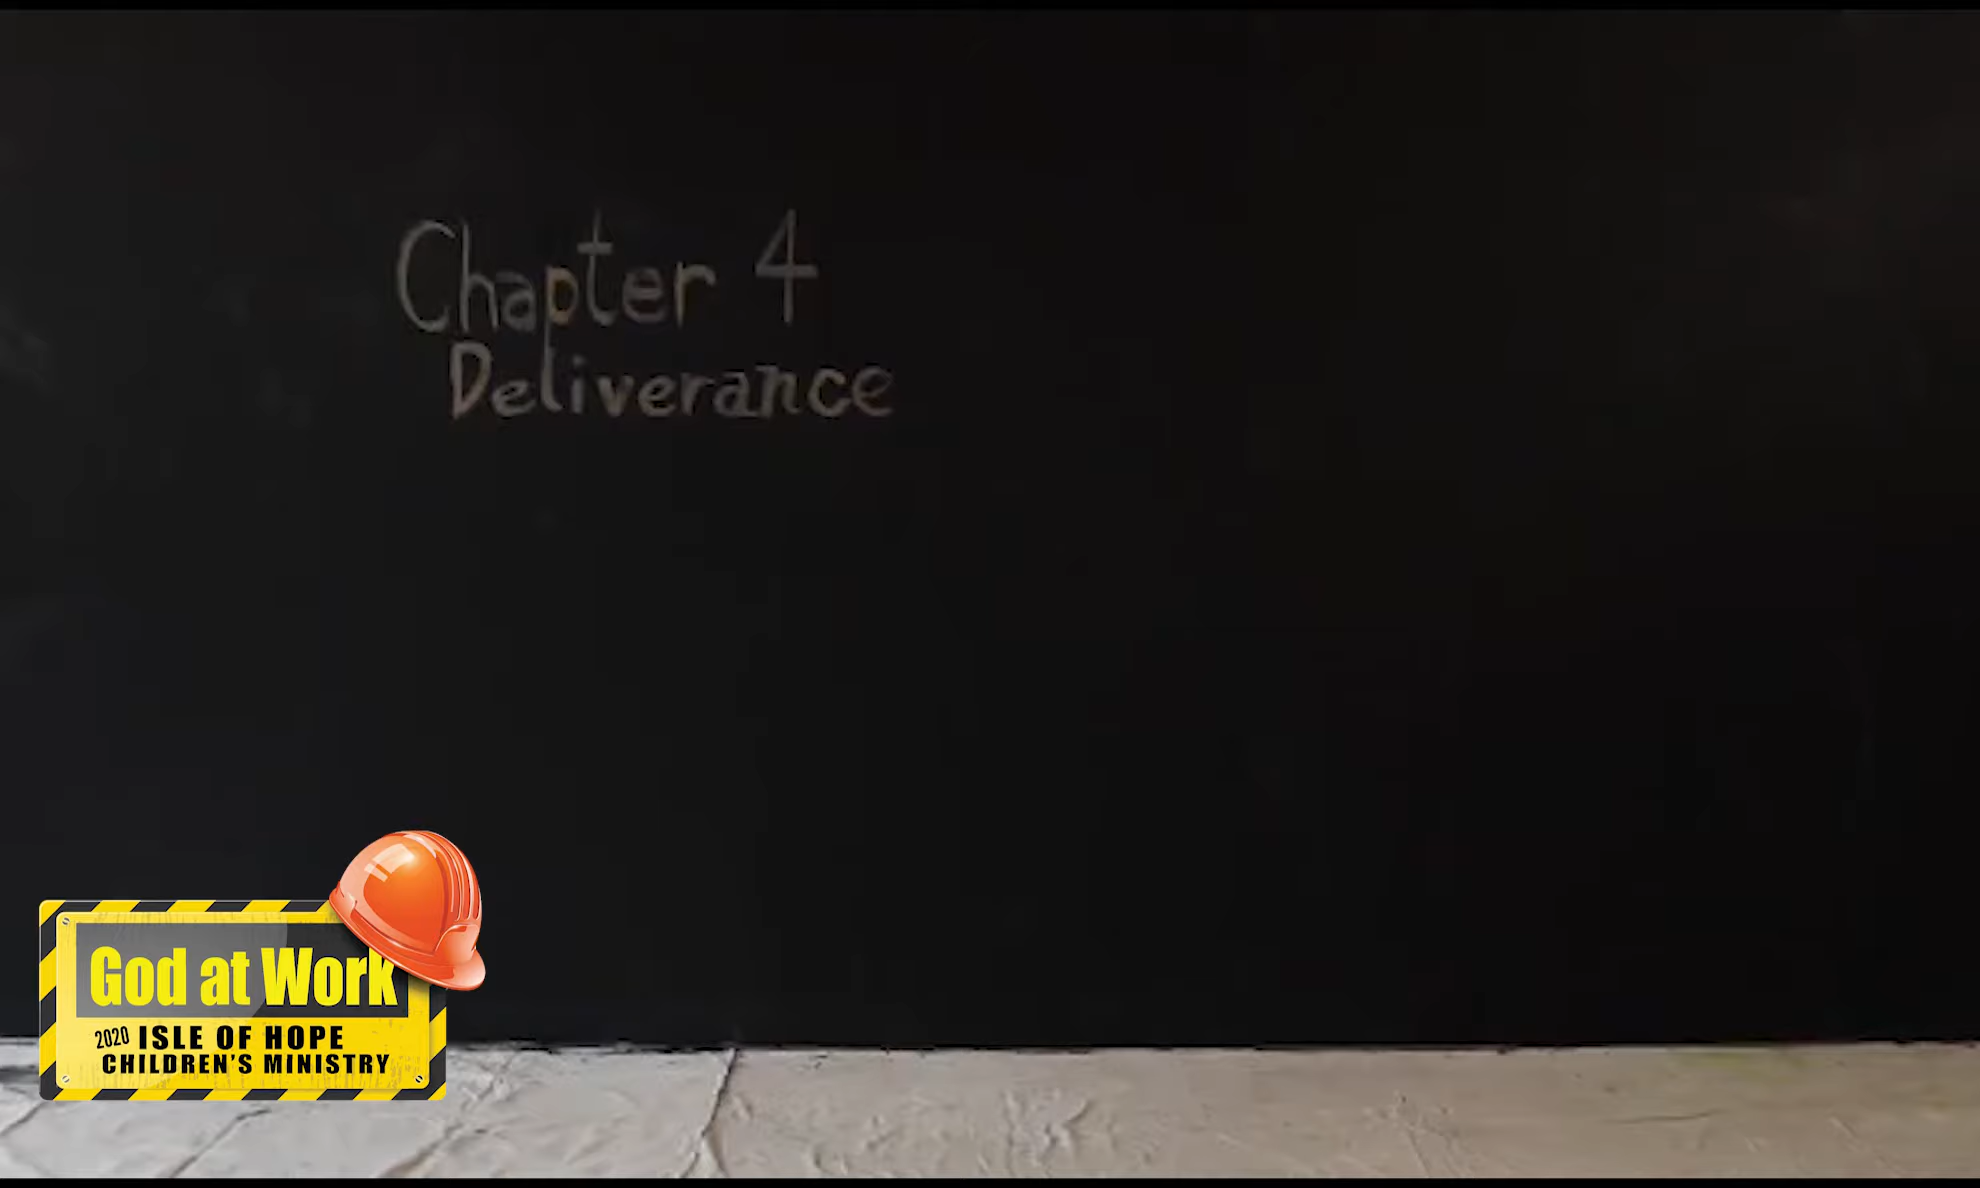 Chapter 4
Deliverance
God at Work
2020 ISLE OF HOPE
CHILDREN'S MINISTRY